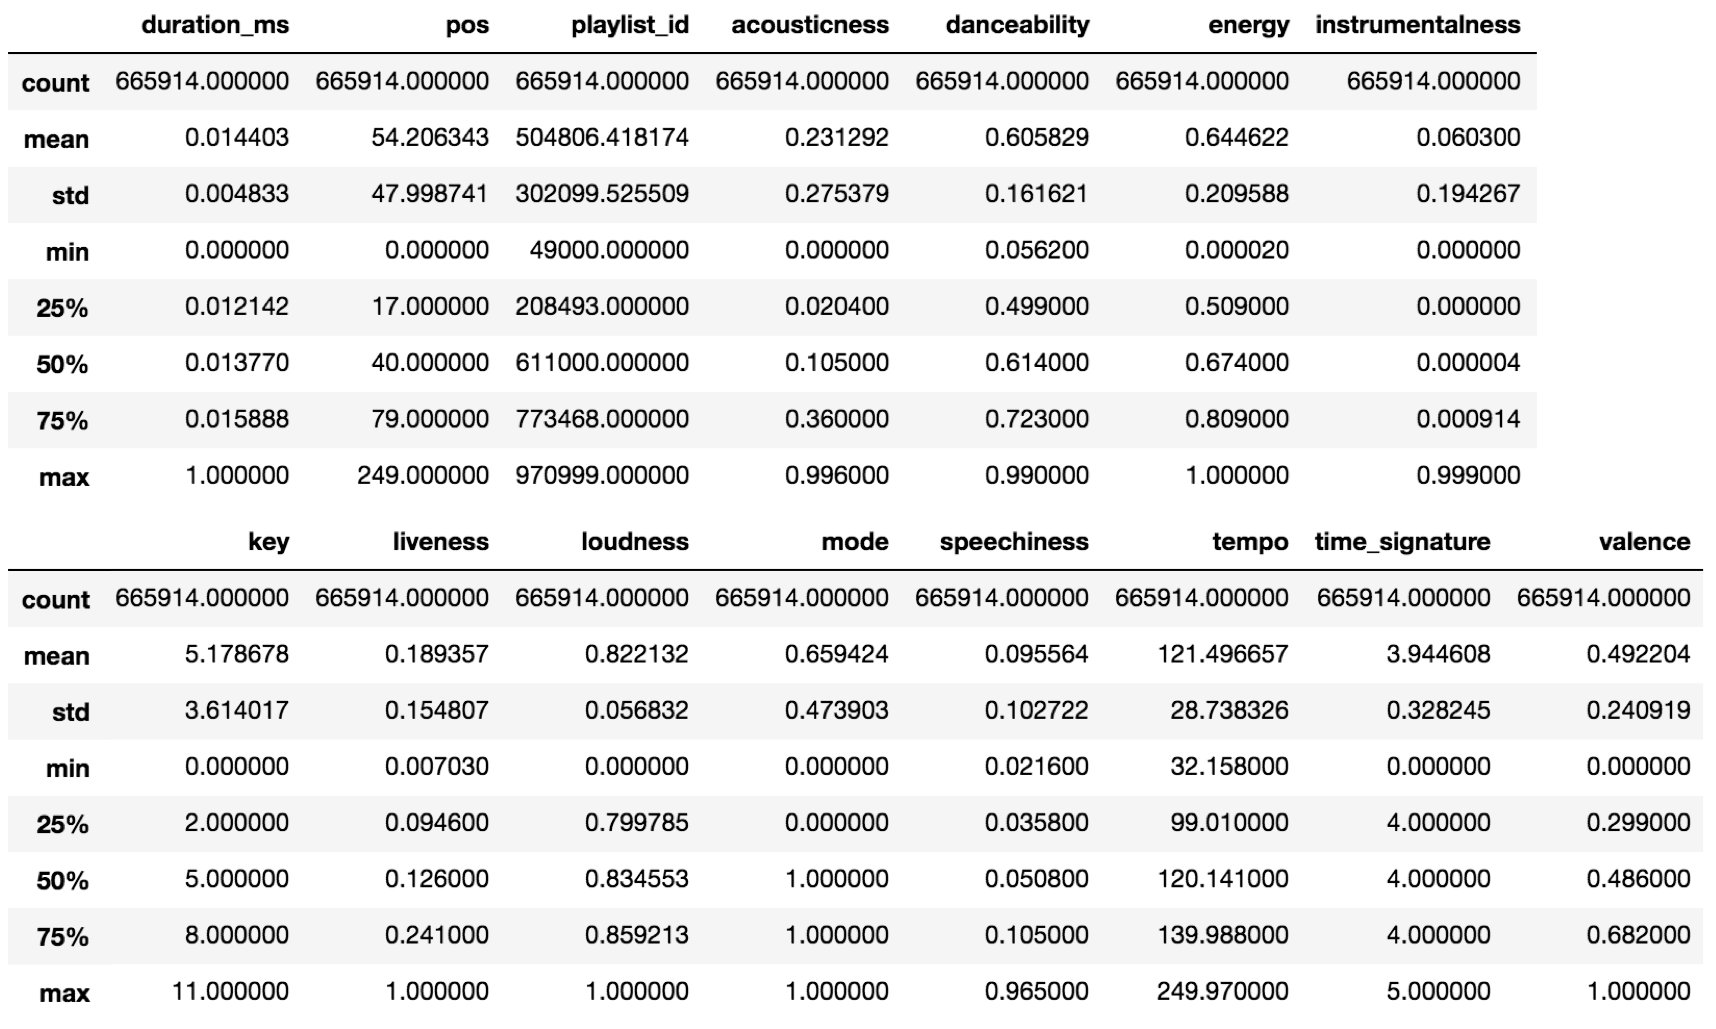 duration_ms pos playlist_id acousticness danceability energy instrumentalness
count 665914.000000 665914.000000 665914.000000 665914.000000 665914.000000 665914.000000 665914.000000
mean 0.014403 54.206343 504806.418174 0.231292 0.605829 0.644622 0.060300
std 0.004833 47.998741 302099.525509 0.275379 0.161621 0.209588 0.194267
min 0.000000 0.000000 49000.000000 0.000000 0.056200 0.000020 0.000000
25% 0.012142 17.000000 208493.000000 0.020400 0.499000 0.509000 0.000000
50% 0.013770 40.000000 611000.000000 0.105000 0.614000 0.674000 0.000004
75% 0.015888 79.000000 773468.000000 0.360000 0.723000 0.809000 0.000914
max 1.000000 249.000000 970999.000000 0.996000 0.990000 1.000000 0.999000
key liveness loudness mode speechiness tempo time_signature valence
count 665914.000000 665914.000000 665914.000000 665914.000000 665914.000000 665914.000000 665914.000000 665914.000000
mean 5.178678 0.189357 0.822132 0.659424 0.095564 121.496657 3.944608 0.492204
std 3.614017 0.154807 0.056832 0.473903 0.102722 28.738326 0.328245 0.240919
min 0.000000 0.007030 0.000000 0.000000 0.021600 32.158000 0.000000 0.000000
25% 2.000000 0.094600 0.799785 0.000000 0.035800 99.010000 4.000000 0.299000
50% 5.000000 0.126000 0.834553 1.000000 0.050800 120.141000 4.000000 0.486000
75% 8.000000 0.241000 0.859213 1.000000 0.105000 139.988000 4.000000 0.682000
max 11.000000 1.000000 1.000000 1.000000 0.965000 249.970000 5.000000 1.000000